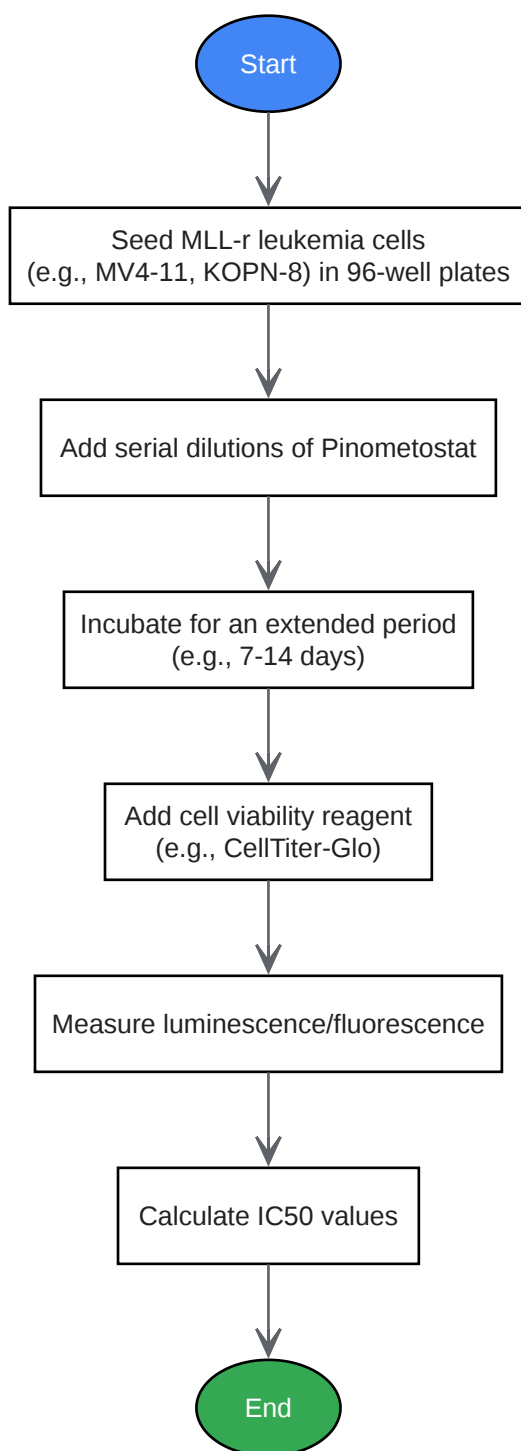 Start
Seed MLL-r leukemia cells
(e.g., MV4-11, KOPN-8) in 96-well plates
Add serial dilutions of Pinometostat
Incubate for an extended period
(e.g., 7-14 days)
Add cell viability reagent
(e.g., CellTiter-Glo)
Measure luminescence/fluorescence
Calculate IC50 values
End